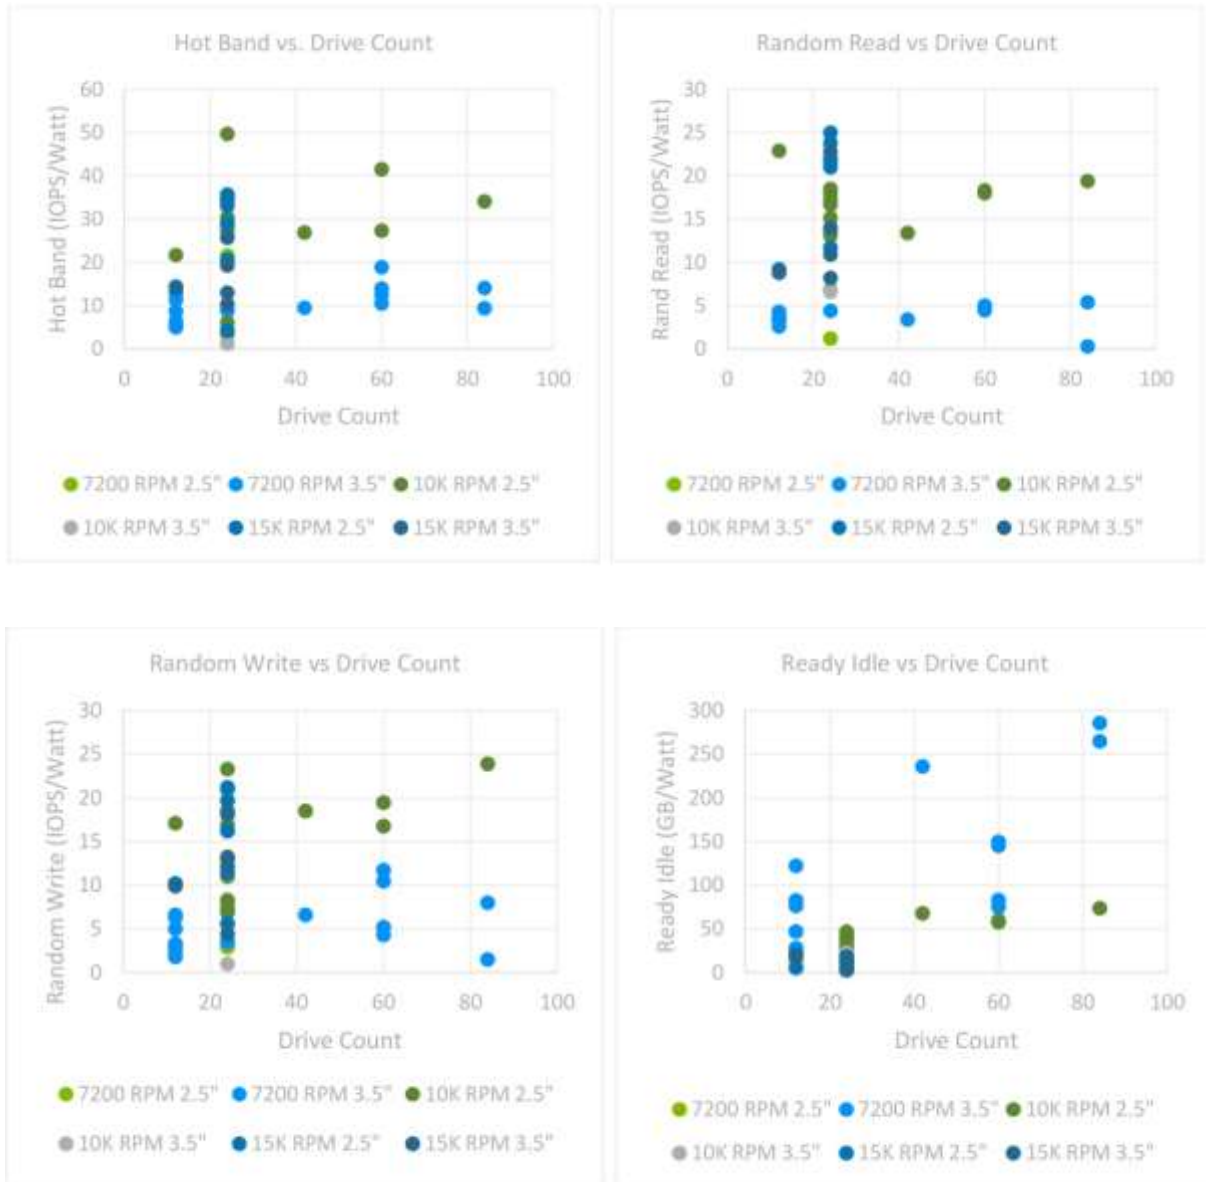 Hot Band vs. Drive Count
60
50
40
30
20
10
0
Hot Band (IOPS/Watt)
0 20 40 60 80 100
Drive Count
7200 RPM 2.5" 7200 RPM 3.5" 10K RPM 2.5"
10K RPM 3.5" 15K RPM 2.5" 15K RPM 3.5"
Random Read vs Drive Count
30
25
20
15
10
5
0
Rand Read (IOPS/Watt)
0 20 40 60 80 100
Drive Count
7200 RPM 2.5" 7200 RPM 3.5" 10K RPM 2.5"
10K RPM 3.5" 15K RPM 2.5" 15K RPM 3.5"
Random Write vs Drive Count
30
25
20
15
10
5
0
Random Write (IOPS/Watt)
0 20 40 60 80 100
Drive Count
7200 RPM 2.5" 7200 RPM 3.5" 10K RPM 2.5"
10K RPM 3.5" 15K RPM 2.5" 15K RPM 3.5"
Ready Idle vs Drive Count
300
250
200
150
100
50
0
Ready Idle (GB/Watt)
0 20 40 60 80 100
Drive Count
7200 RPM 2.5" 7200 RPM 3.5" 10K RPM 2.5"
10K RPM 3.5" 15K RPM 2.5" 15K RPM 3.5"